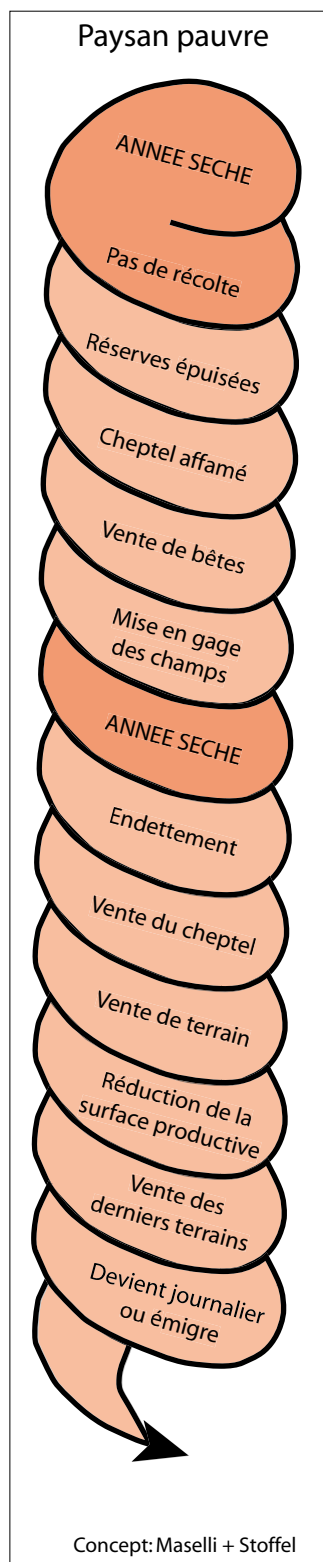 Paysan pauvre
ANNEE SECHE
Pas de récolte
Réserves épuisées
Cheptel affamé
Vente de bêtes
Mise en gage
des champs
ANNEE SECHE
Endettement
Vente du cheptel
Vente de terrain
Réduction de la
surface productive
Vente des
derniers terrains
Devient journalier
ou émigre
Concept: Maselli + Stoffel